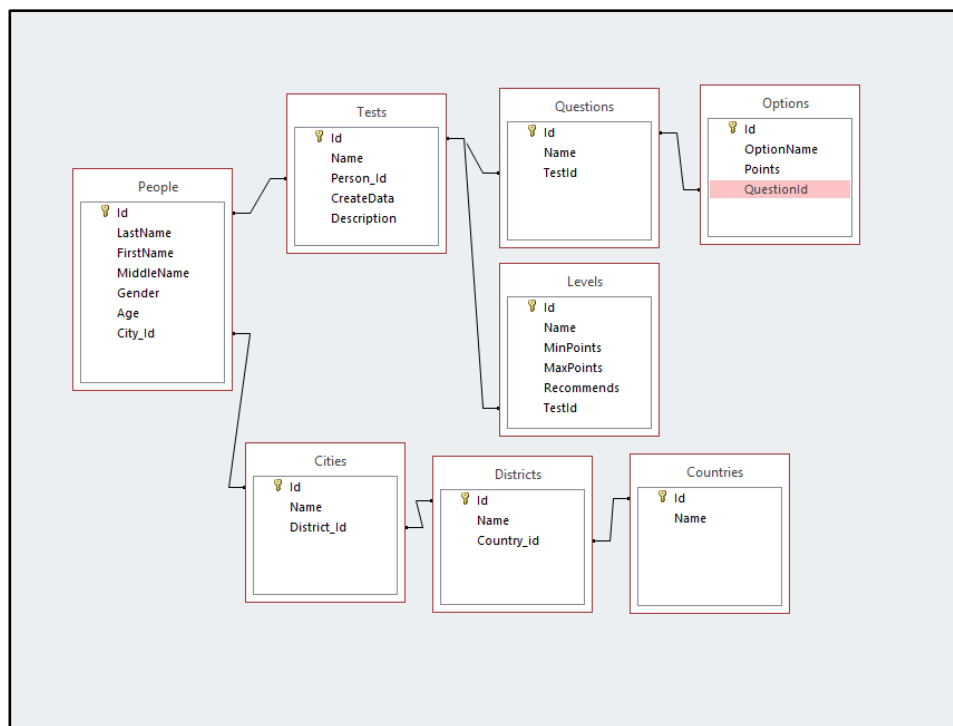 People
Id
LastName
FirstName
MiddleName
Gender
Age
City_Id
Tests
Id
Name
Person_Id
CreateData
Description
Questions
Id
Name
TestId
Options
Id
OptionName
Points
QuestionId
Levels
Id
Name
MinPoints
MaxPoints
Recommends
TestId
Cities
Id
Name
District_Id
Districts
Id
Name
Country_id
Countries
Id
Name